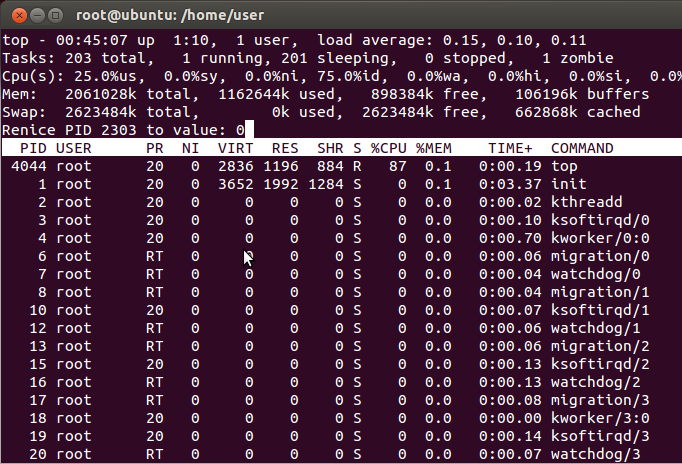 root@ubuntu: /home/user
top - 00:45:07 up  1:10,  1 user,  load average: 0.15, 0.10, 0.11
Tasks: 203 total,   1 running, 201 sleeping,   0 stopped,   1 zombie
Cpu(s): 25.0%us,  0.0%sy,  0.0%ni, 75.0%id,  0.0%wa,  0.0%hi,  0.0%si,  0.0%
Mem:   2061028k total,  1162644k used,   898384k free,   106196k buffers
Swap:  2623484k total,        0k used,  2623484k free,   662868k cached
Renice PID 2303 to value: 0
  PID USER      PR  NI  VIRT  RES  SHR S %CPU %MEM    TIME+  COMMAND
 4044 root      20   0  2836 1196  884 R   87  0.1   0:00.19 top
    1 root      20   0  3652 1992 1284 S    0  0.1   0:03.37 init
    2 root      20   0     0    0    0 S    0  0.0   0:00.02 kthreadd
    3 root      20   0     0    0    0 S    0  0.0   0:00.10 ksoftirqd/0
    4 root      20   0     0    0    0 S    0  0.0   0:00.70 kworker/0:0
    6 root      RT   0     0    0    0 S    0  0.0   0:00.06 migration/0
    7 root      RT   0     0    0    0 S    0  0.0   0:00.04 watchdog/0
    8 root      RT   0     0    0    0 S    0  0.0   0:00.04 migration/1
   10 root      20   0     0    0    0 S    0  0.0   0:00.07 ksoftirqd/1
   12 root      RT   0     0    0    0 S    0  0.0   0:00.06 watchdog/1
   13 root      RT   0     0    0    0 S    0  0.0   0:00.06 migration/2
   15 root      20   0     0    0    0 S    0  0.0   0:00.13 ksoftirqd/2
   16 root      RT   0     0    0    0 S    0  0.0   0:00.13 watchdog/2
   17 root      RT   0     0    0    0 S    0  0.0   0:00.08 migration/3
   18 root      20   0     0    0    0 S    0  0.0   0:00.00 kworker/3:0
   19 root      20   0     0    0    0 S    0  0.0   0:00.14 ksoftirqd/3
   20 root      RT   0     0    0    0 S    0  0.0   0:00.07 watchdog/3